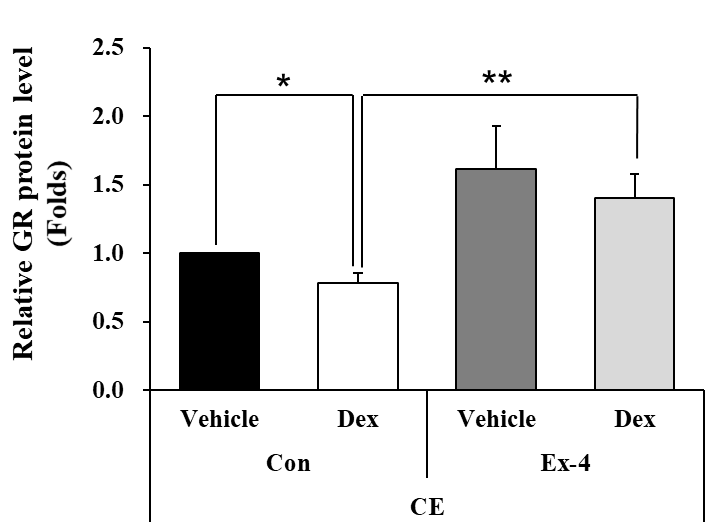 Relative GR protein level
(Folds)
2.5
2.0
1.5
1.0
0.5
0.0
*
**
Vehicle Dex Vehicle Dex
Con Ex-4
CE